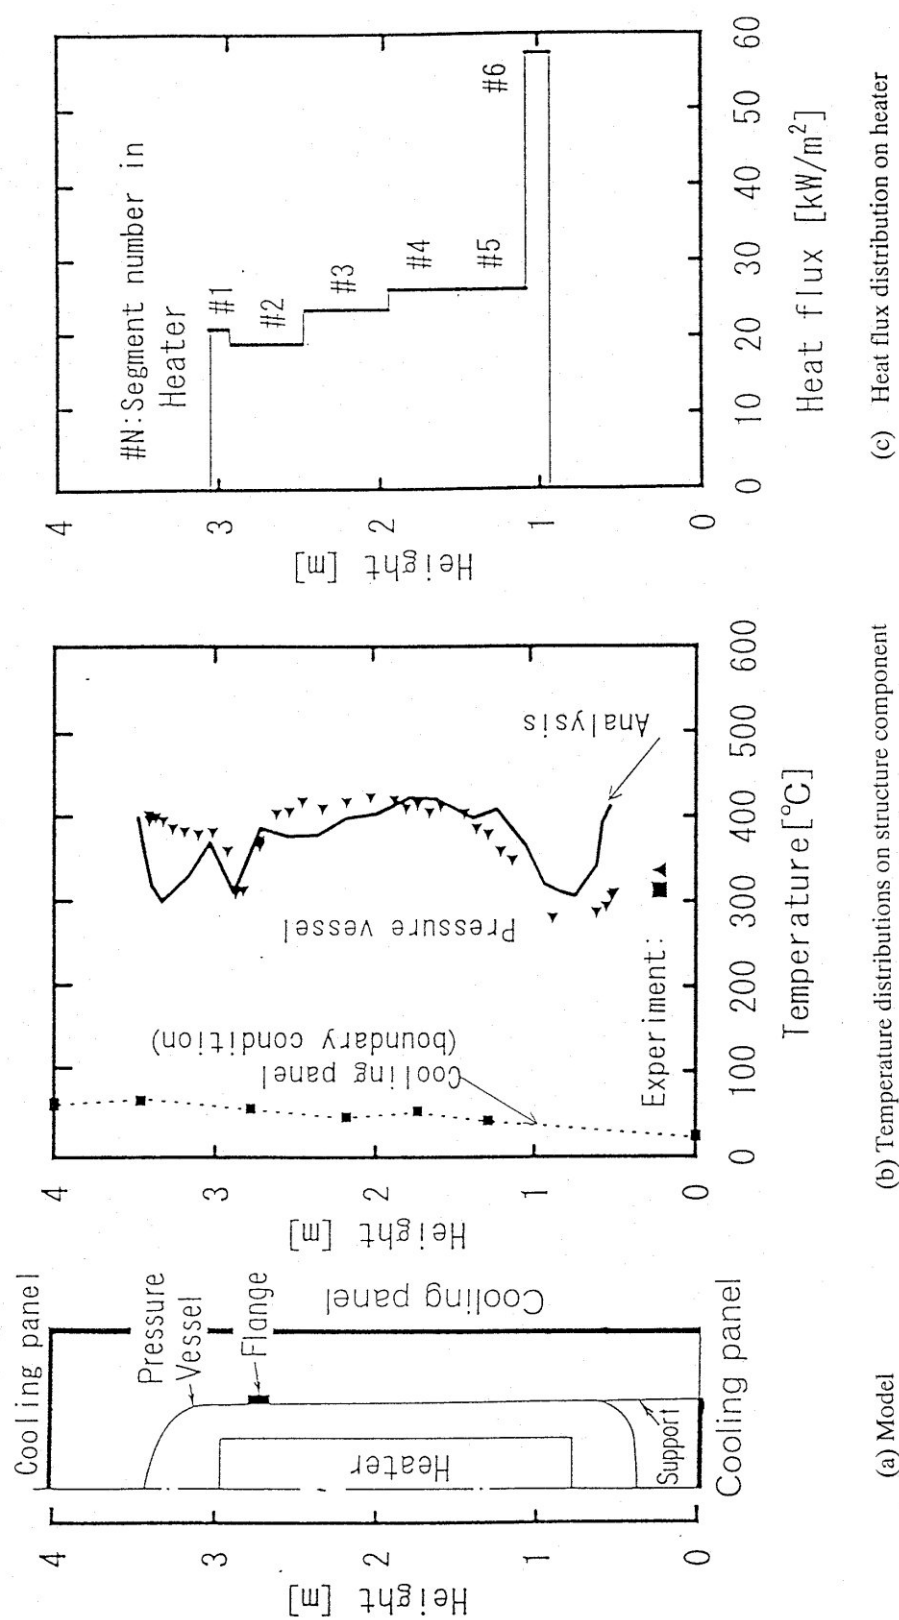 Cooling panel
Pressure
Vessel
Flange
Cooling panel
Heater
Support
Cooling panel
Height [m]
4
3
2
1
0
(a) Model
Height [m]
4
3
2
1
0
Cooling panel
(boundary condition)
Pressure vessel
Analysis
Experiment:
0
100
200
300
400
500
600
Temperature[℃]
(b) Temperature distributions on structure component
Height [m]
4
3
2
1
0
#N:Segment number in
Heater
#1
#2
#3
#4
#5
#6
0
10
20
30
40
50
60
Heat flux [kW/m²]
(c) Heat flux distribution on heater